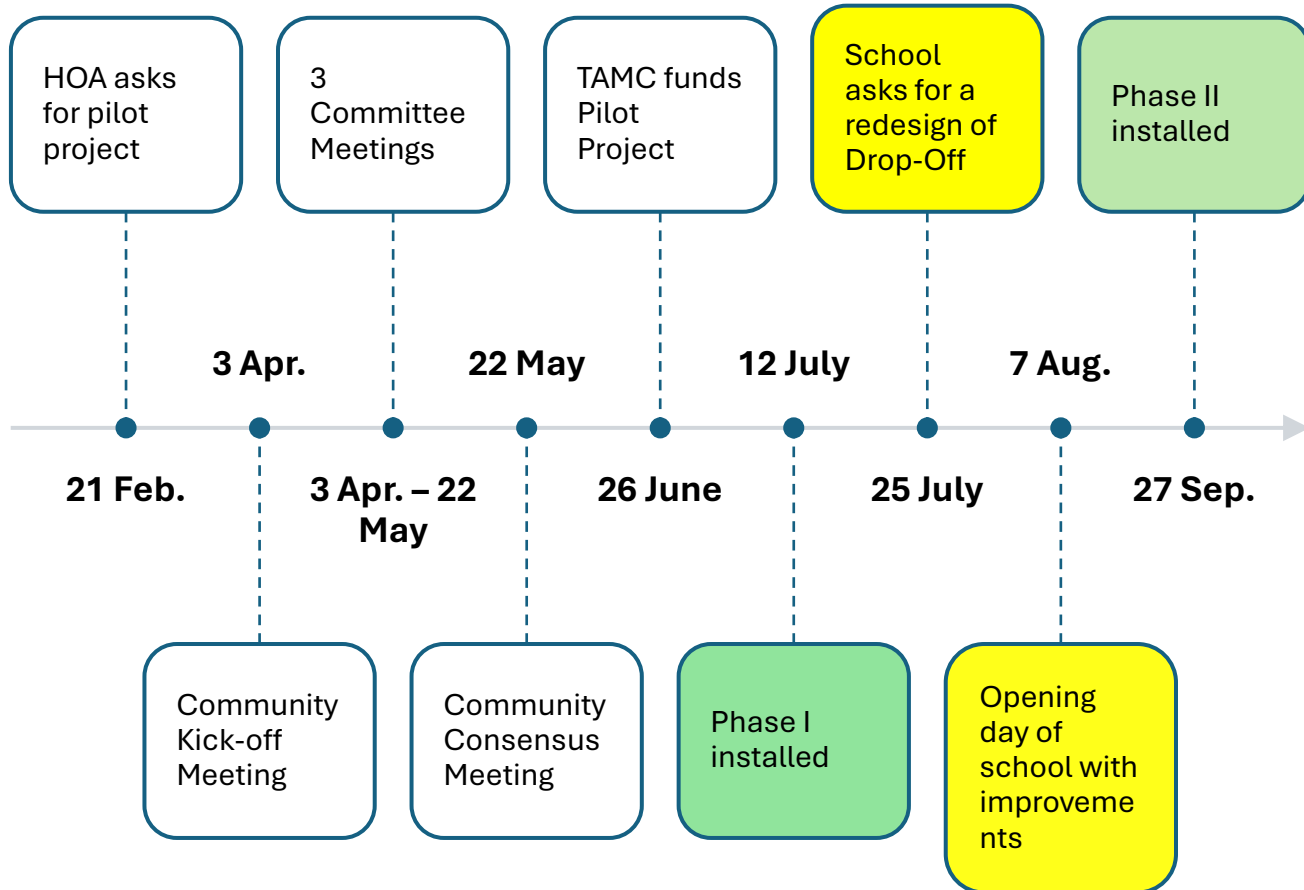 HOA asks
for pilot
project
3
Committee
Meetings
TAMC funds
Pilot
Project
School
asks for a
redesign of
Drop-Off
Phase II
installed
3 Apr.
22 May
12 July
7 Aug.
21 Feb.
3 Apr. – 22
May
26 June
25 July
27 Sep.
Community
Kick-off
Meeting
Community
Consensus
Meeting
Phase I
installed
Opening
day of
school with
improveme
nts